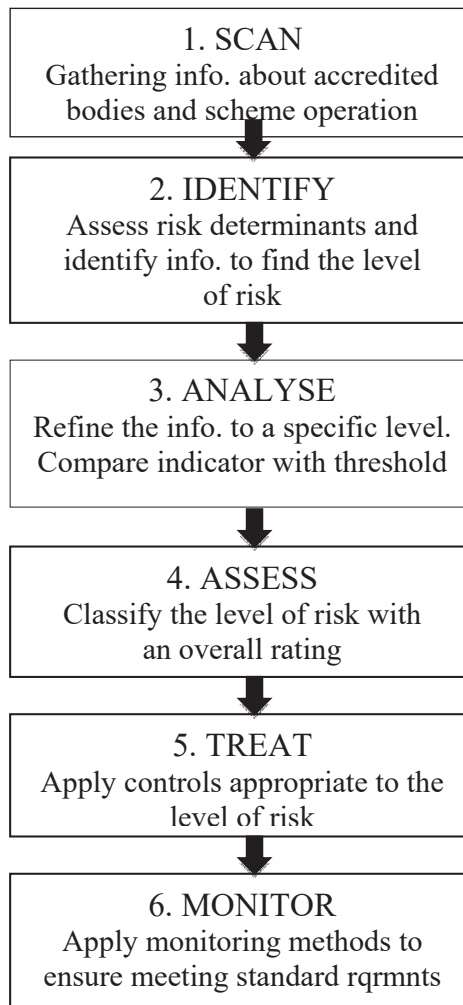 1. SCAN
Gathering info. about accredited
bodies and scheme operation
2. IDENTIFY
Assess risk determinants and
identify info. to find the level
of risk
3. ANALYSE
Refine the info. to a specific level.
Compare indicator with threshold
4. ASSESS
Classify the level of risk with
an overall rating
5. TREAT
Apply controls appropriate to the
level of risk
6. MONITOR
Apply monitoring methods to
ensure meeting standard rqrmnts